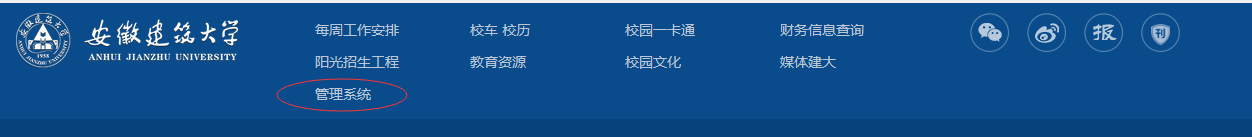 安徽建筑大学
ANHUI JIANZHU UNIVERSITY
1958
每周工作安排 校车 校历 校园一卡通 财务信息查询
阳光招生工程 教育资源 校园文化 媒体建大
管理系统
报
刊